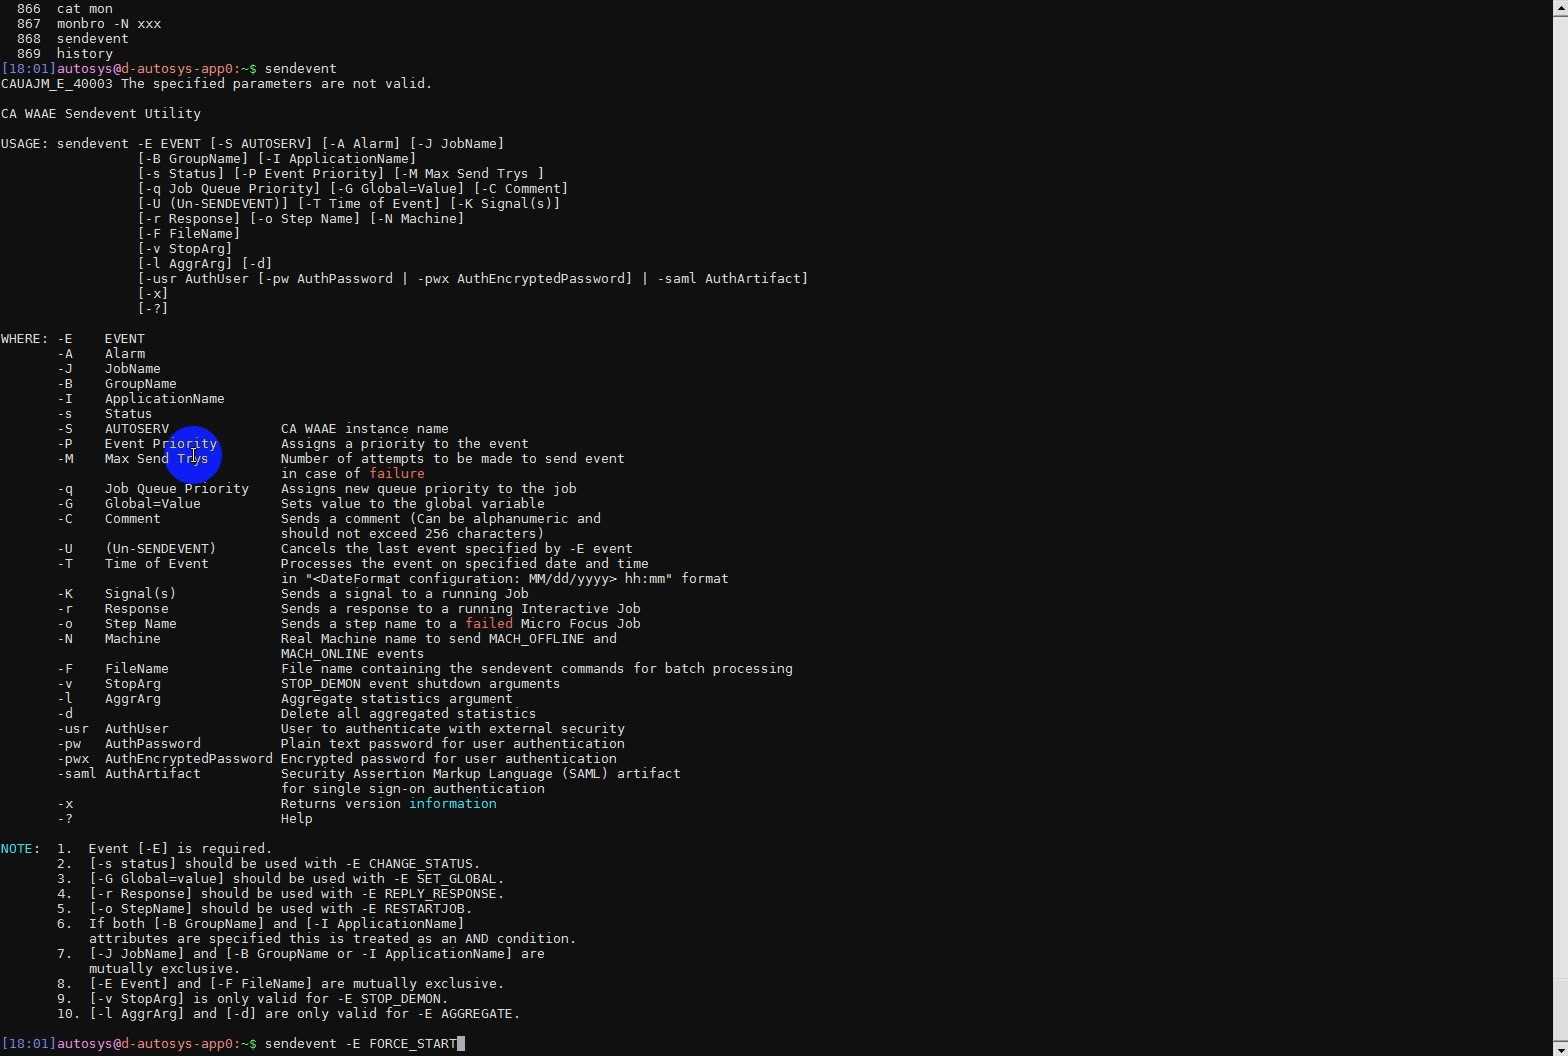 866  cat mon
867  monbro -N xxx
868  sendevent
869  history
[18:01]autosys@d-autosys-app0:~$ sendevent
CAUAJM_E_40003 The specified parameters are not valid.
CA WAAE Sendevent Utility
USAGE: sendevent -E EVENT [-S AUTOSERV] [-A Alarm] [-J JobName]
[-B GroupName] [-I ApplicationName]
[-s Status] [-P Event Priority] [-M Max Send Trys ]
[-q Job Queue Priority] [-G Global=Value] [-C Comment]
[-U (Un-SENDEVENT)] [-T Time of Event] [-K Signal(s)]
[-r Response] [-o Step Name] [-N Machine]
[-F FileName]
[-v StopArg]
[-l AggrArg] [-d]
[-usr AuthUser [-pw AuthPassword | -pwx AuthEncryptedPassword] | -saml AuthArtifact]
[-x]
[-?]
WHERE: -E    EVENT
-A    Alarm
-J    JobName
-B    GroupName
-I    ApplicationName
-s    Status
-S    AUTOSERV              CA WAAE instance name
-P    Event Priority        Assigns a priority to the event
-M    Max Send Trys         Number of attempts to be made to send event
in case of failure
-q    Job Queue Priority    Assigns new queue priority to the job
-G    Global=Value          Sets value to the global variable
-C    Comment               Sends a comment (Can be alphanumeric and
should not exceed 256 characters)
-U    (Un-SENDEVENT)        Cancels the last event specified by -E event
-T    Time of Event         Processes the event on specified date and time
in "<DateFormat configuration: MM/dd/yyyy> hh:mm" format
-K    Signal(s)             Sends a signal to a running Job
-r    Response              Sends a response to a running Interactive Job
-o    Step Name             Sends a step name to a failed Micro Focus Job
-N    Machine               Real Machine name to send MACH_OFFLINE and
MACH_ONLINE events
-F    FileName              File name containing the sendevent commands for batch processing
-v    StopArg               STOP_DEMON event shutdown arguments
-l    AggrArg               Aggregate statistics argument
-d                          Delete all aggregated statistics
-usr  AuthUser              User to authenticate with external security
-pw   AuthPassword          Plain text password for user authentication
-pwx  AuthEncryptedPassword Encrypted password for user authentication
-saml AuthArtifact          Security Assertion Markup Language (SAML) artifact
for single sign-on authentication
-x                          Returns version information
-?                          Help
NOTE:  1.  Event [-E] is required.
2.  [-s status] should be used with -E CHANGE_STATUS.
3.  [-G Global=value] should be used with -E SET_GLOBAL.
4.  [-r Response] should be used with -E REPLY_RESPONSE.
5.  [-o StepName] should be used with -E RESTARTJOB.
6.  If both [-B GroupName] and [-I ApplicationName]
attributes are specified this is treated as an AND condition.
7.  [-J JobName] and [-B GroupName or -I ApplicationName] are
mutually exclusive.
8.  [-E Event] and [-F FileName] are mutually exclusive.
9.  [-v StopArg] is only valid for -E STOP_DEMON.
10. [-l AggrArg] and [-d] are only valid for -E AGGREGATE.
[18:01]autosys@d-autosys-app0:~$ sendevent -E FORCE_START